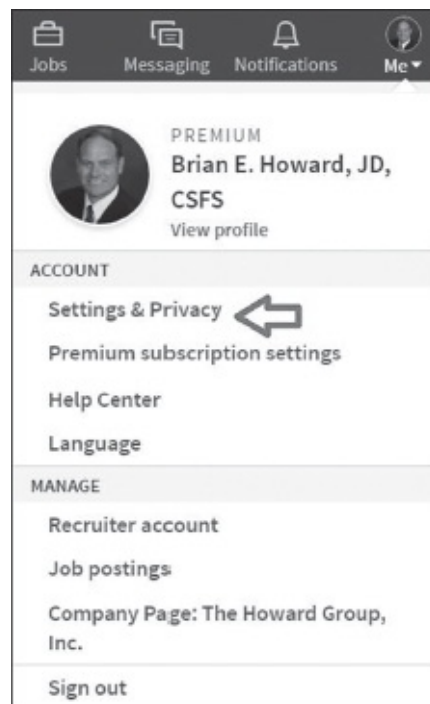 Jobs Messaging Notifications Me
PREMIUM
Brian E. Howard, JD,
CSFS
View profile
ACCOUNT
Settings & Privacy
Premium subscription settings
Help Center
Language
MANAGE
Recruiter account
Job postings
Company Page: The Howard Group,
Inc.
Sign out